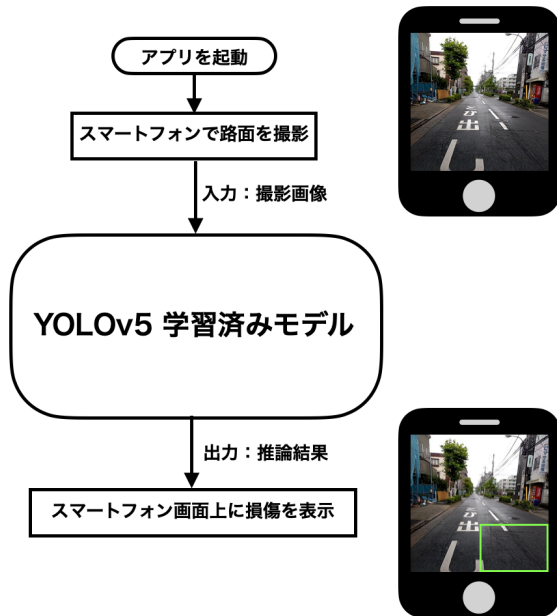 アプリを起動
スマートフォンで路面を撮影
入力：撮影画像
YOLOv5 学習済みモデル
出力：推論結果
スマートフォン画面上に損傷を表示